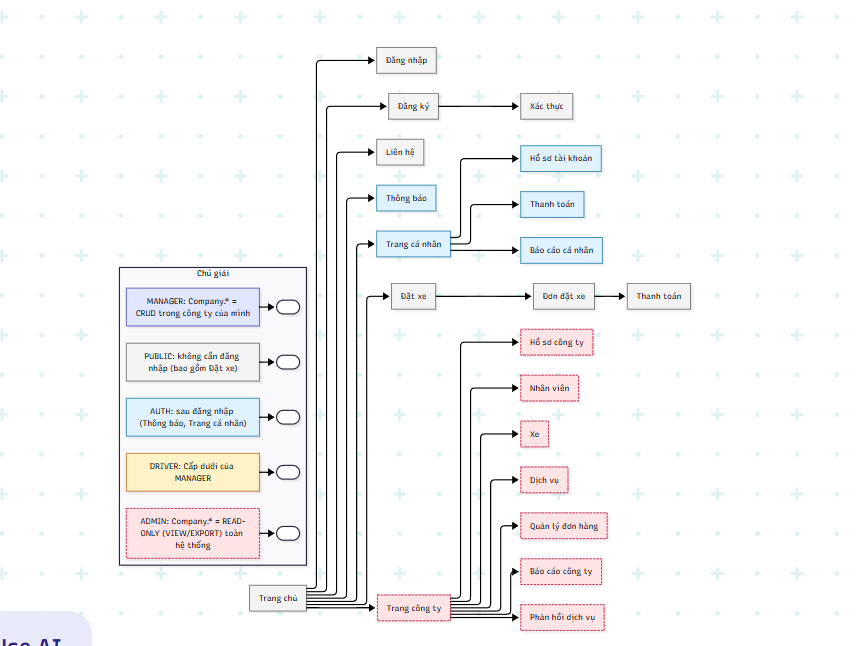 Đăng nhập
Đăng ký
Xác thực
Liên hệ
Hồ sơ tài khoản
Thông báo
Thanh toán
Trang cá nhân
Báo cáo cá nhân
Chú giải
MANAGER: Company.* =
CRUD trong công ty của mình
PUBLIC: không cần đăng
nhập (bao gồm Đặt xe)
AUTH: sau đăng nhập
(Thông báo, Trang cá nhân)
DRIVER: Cấp dưới của
MANAGER
ADMIN: Company.* = READ-
ONLY (VIEW/EXPORT) toàn
hệ thống
Đặt xe
Đơn đặt xe
Thanh toán
Hồ sơ công ty
Nhân viên
Xe
Dịch vụ
Quản lý đơn hàng
Báo cáo công ty
Trang chủ
Trang công ty
Phản hồi dịch vụ
Use AI